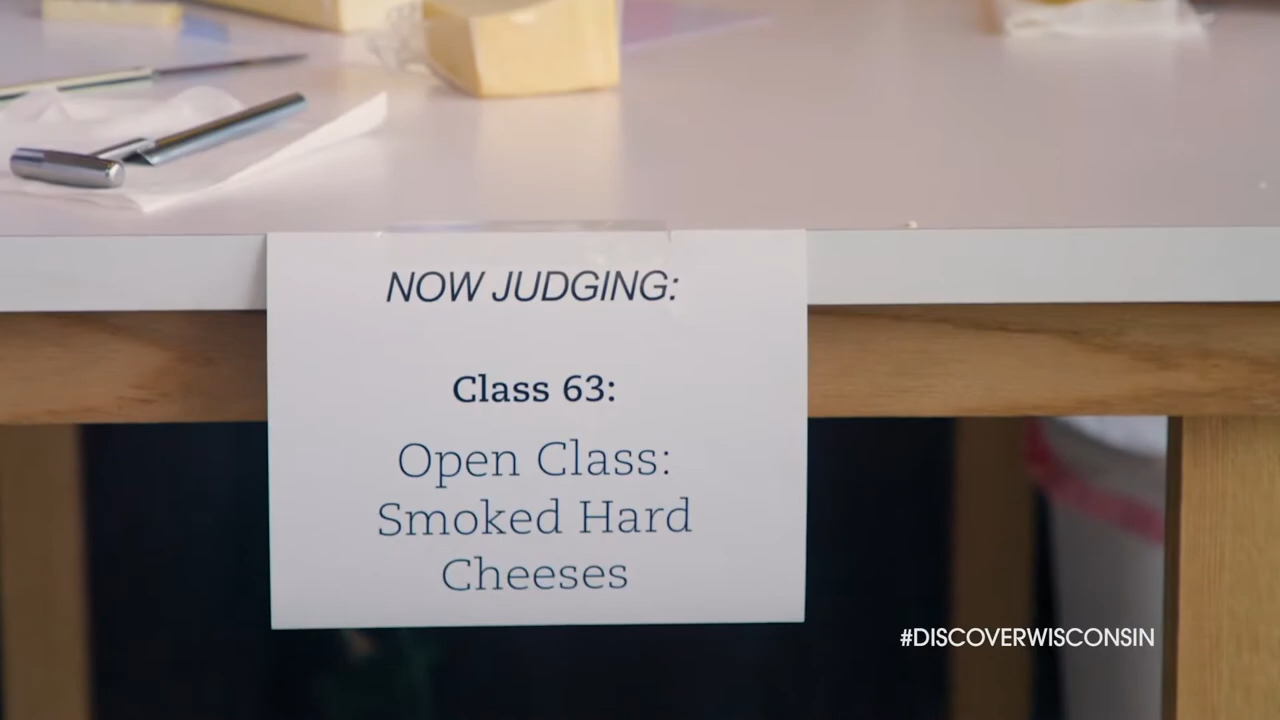 NOW JUDGING:
Class 63:
Open Class:
Smoked Hard
Cheeses
#DISCOVERWISCONSIN